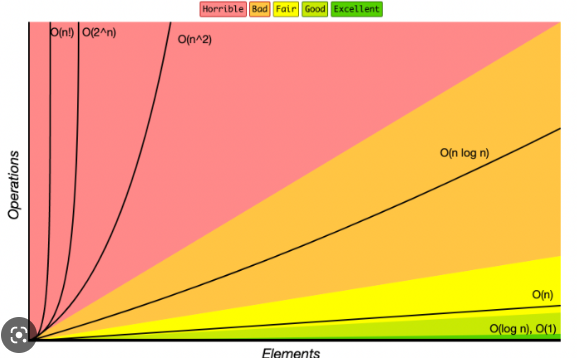 Horrible Bad Fair Good Excellent
O(n!) O(2^n) O(n^2)
O(n log n)
Operations
O(n)
O(log n), O(1)
Elements